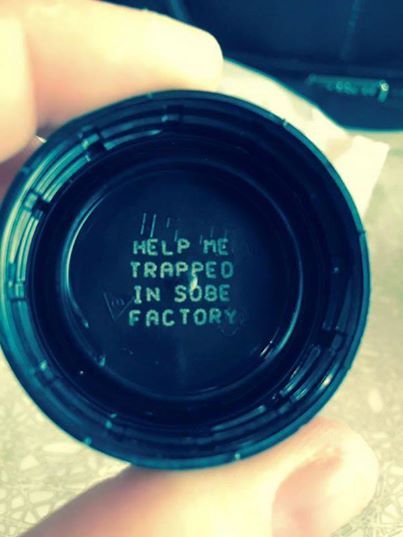 HELP ME
TRAPPED
IN SOBE
FACTORY